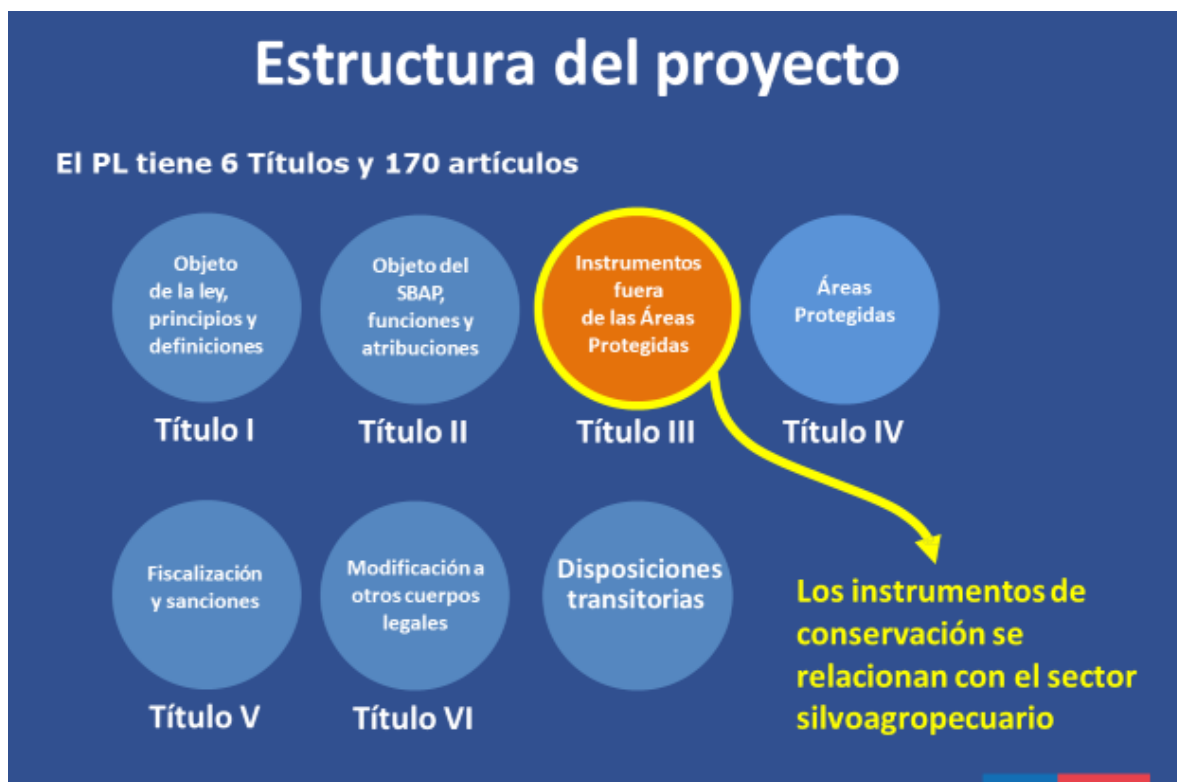 Estructura del proyecto
El PL tiene 6 Títulos y 170 artículos
Objeto
de la ley,
principios y
definiciones
Título I
Objeto del
SBAP,
funciones y
atribuciones
Título II
Instrumentos
fuera
de las Áreas
Protegidas
Título III
Áreas
Protegidas
Título IV
Fiscalización
y sanciones
Título V
Modificación a
otros cuerpos
legales
Título VI
Disposiciones
transitorias
Los instrumentos de
conservación se
relacionan con el sector
silvoagropecuario